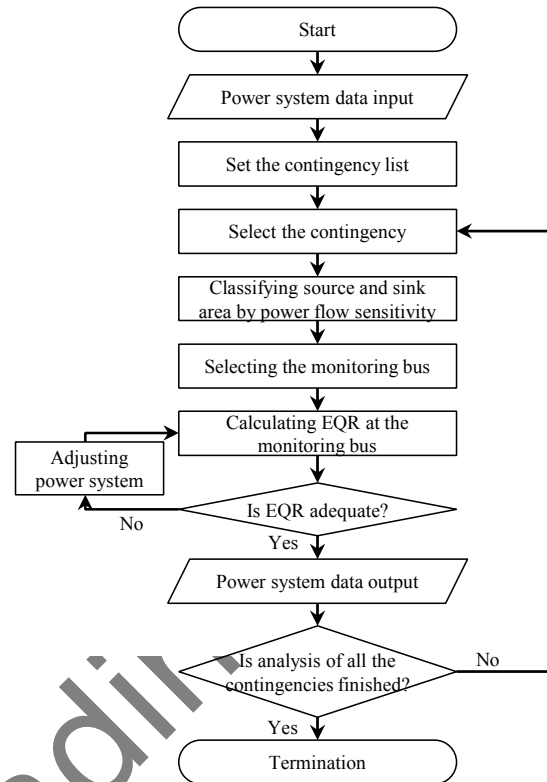 Start
Power system data input
Set the contingency list
Select the contingency
Classifying source and sink
area by power flow sensitivity
Selecting the monitoring bus
Calculating EQR at the
monitoring bus
Adjusting
power system
Is EQR adequate?
No
Yes
Power system data output
Is analysis of all the
contingencies finished?
No
Yes
Termination